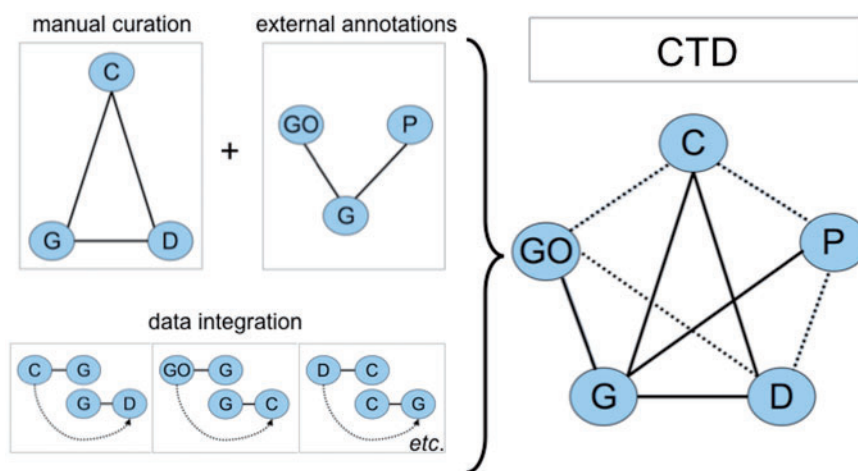 manual curation
external annotations
CTD
C
G
D
+
GO
P
G
C
GO
P
G
D
data integration
C G
G D
GO G
G C
D C
C G
etc.